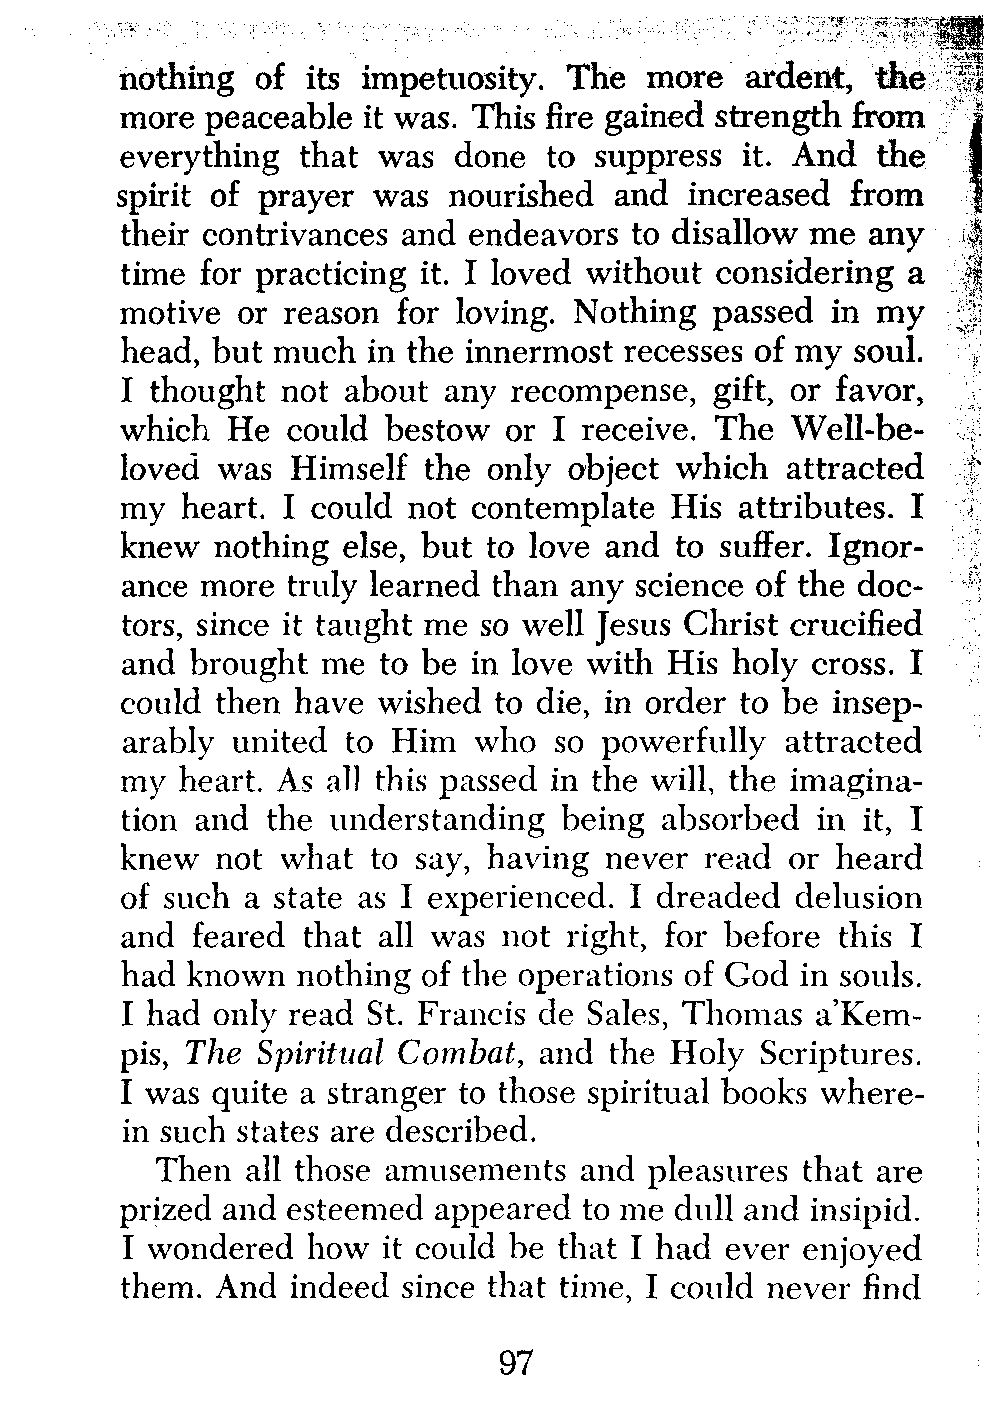 nothing of its impetuosity. The more ardent, the
more peaceable it was. This fire gained strength from
everything that was done to suppress it. And the
spirit of prayer was nourished and increased from
their contrivances and endeavors to disallow me any
time for practicing it. I loved without considering a
motive or reason for loving. Nothing passed in my
head, but much in the innermost recesses of my soul.
I thought not about any recompense, gift, or favor,
which He could bestow or I receive. The Well-be-
loved was Himself the only object which attracted
my heart. I could not contemplate His attributes. I
knew nothing else, but to love and to suffer. Ignor-
ance more truly learned than any science of the doc-
tors, since it taught me so well Jesus Christ crucified
and brought me to be in love with His holy cross. I
could then have wished to die, in order to be insep-
arably united to Him who so powerfully attracted
my heart. As all this passed in the will, the imagina-
tion and the understanding being absorbed in it, I
knew not what to say, having never read or heard
of such a state as I experienced. I dreaded delusion
and feared that all was not right, for before this I
had known nothing of the operations of God in souls.
I had only read St. Francis de Sales, Thomas a'Kem-
pis, The Spiritual Combat, and the Holy Scriptures.
I was quite a stranger to those spiritual books where-
in such states are described.
Then all those amusements and pleasures that are
prized and esteemed appeared to me dull and insipid.
I wondered how it could be that I had ever enjoyed
them. And indeed since that time, I could never find
97